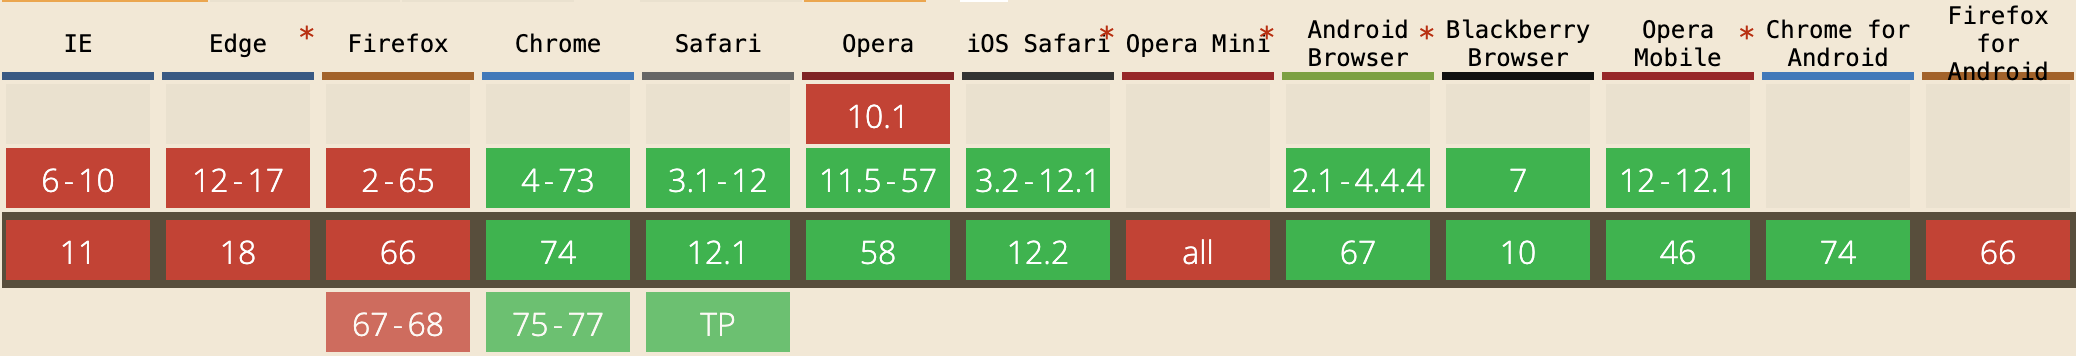 IE Edge * Firefox Chrome Safari Opera iOS Safari * Opera Mini * Android Browser * Blackberry Browser Opera Mobile * Chrome for Android Firefox for Android
10.1
6-10 12-17 2-65 4-73 3.1-12 11.5-57 3.2-12.1 2.1-4.4.4 7 12-12.1
11 18 66 74 12.1 58 12.2 all 67 10 46 74 66
67-68 75-77 TP